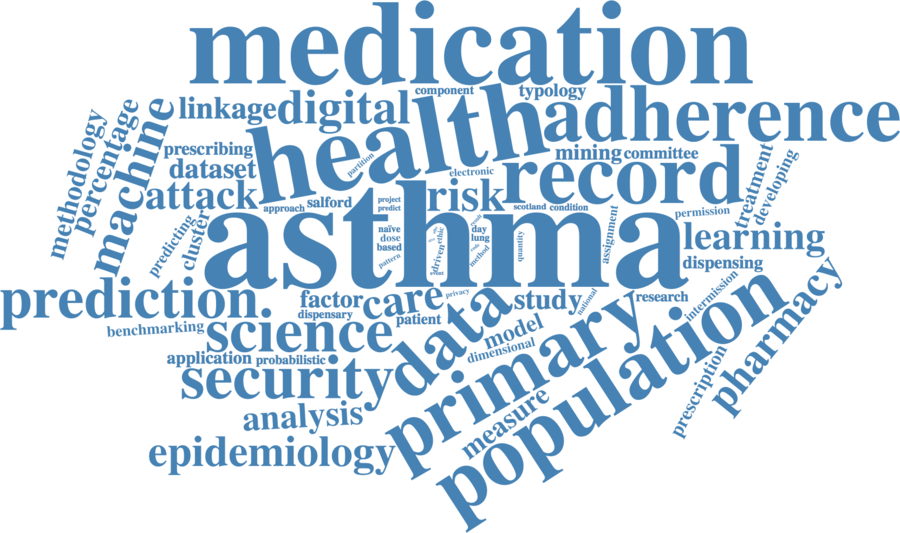 medication
component
typology
linkage
digital
health
adherence
methodology
percentage
machine
prescribing
partition
mining
committee
dataset
electronic
record
attack
risk
approach
salford
project
predict
scotland
condition
permission
treatment
developing
predicting
cluster
asthma
naïve
dose
based
pattern
driven
ethic
day
lung
method
quantity
assignment
learning
dispensing
prediction
factor
care
privacy
study
national
research
intermission
pharmacy
benchmarking
dispensary
patient
science
data
model
dimensional
primary
population
application
probabilistic
security
prescription
measure
analysis
epidemiology